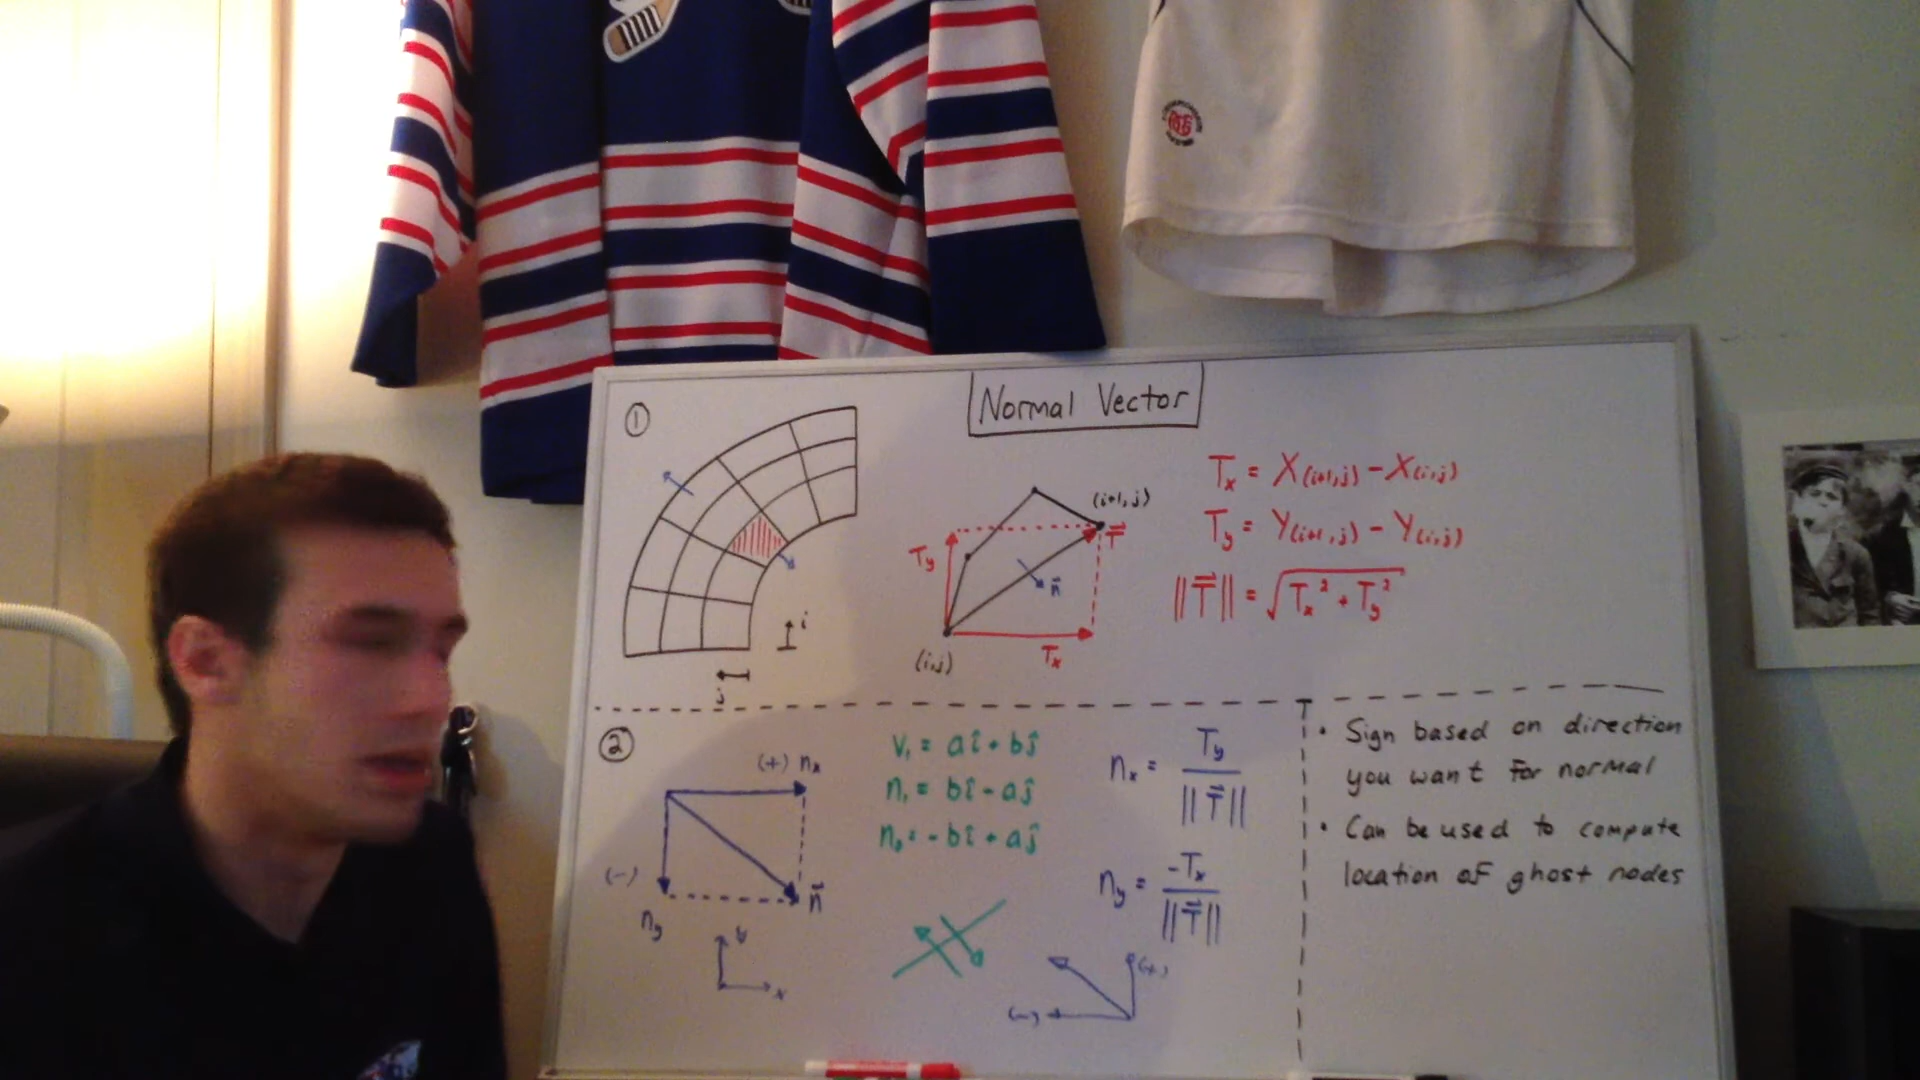 Normal Vector
①
(i+1,j)
T⃗
Ty
n⃗
(i,j)
Tx
i
j
Tx = X(i+1,j) - X(i,j)
Ty = Y(i+1,j) - Y(i,j)
||T⃗|| = √Tx² + Ty²
②
(+) nx
(-)
ny
n⃗
y
x
V₁ = aî + bĵ
n₁ = bî - aĵ
n₂ = -bî + aĵ
nx = Ty / ||T⃗||
ny = -Tx / ||T⃗||
(+)
(-)
• Sign based on direction
you want for normal
• Can be used to compute
location of ghost nodes